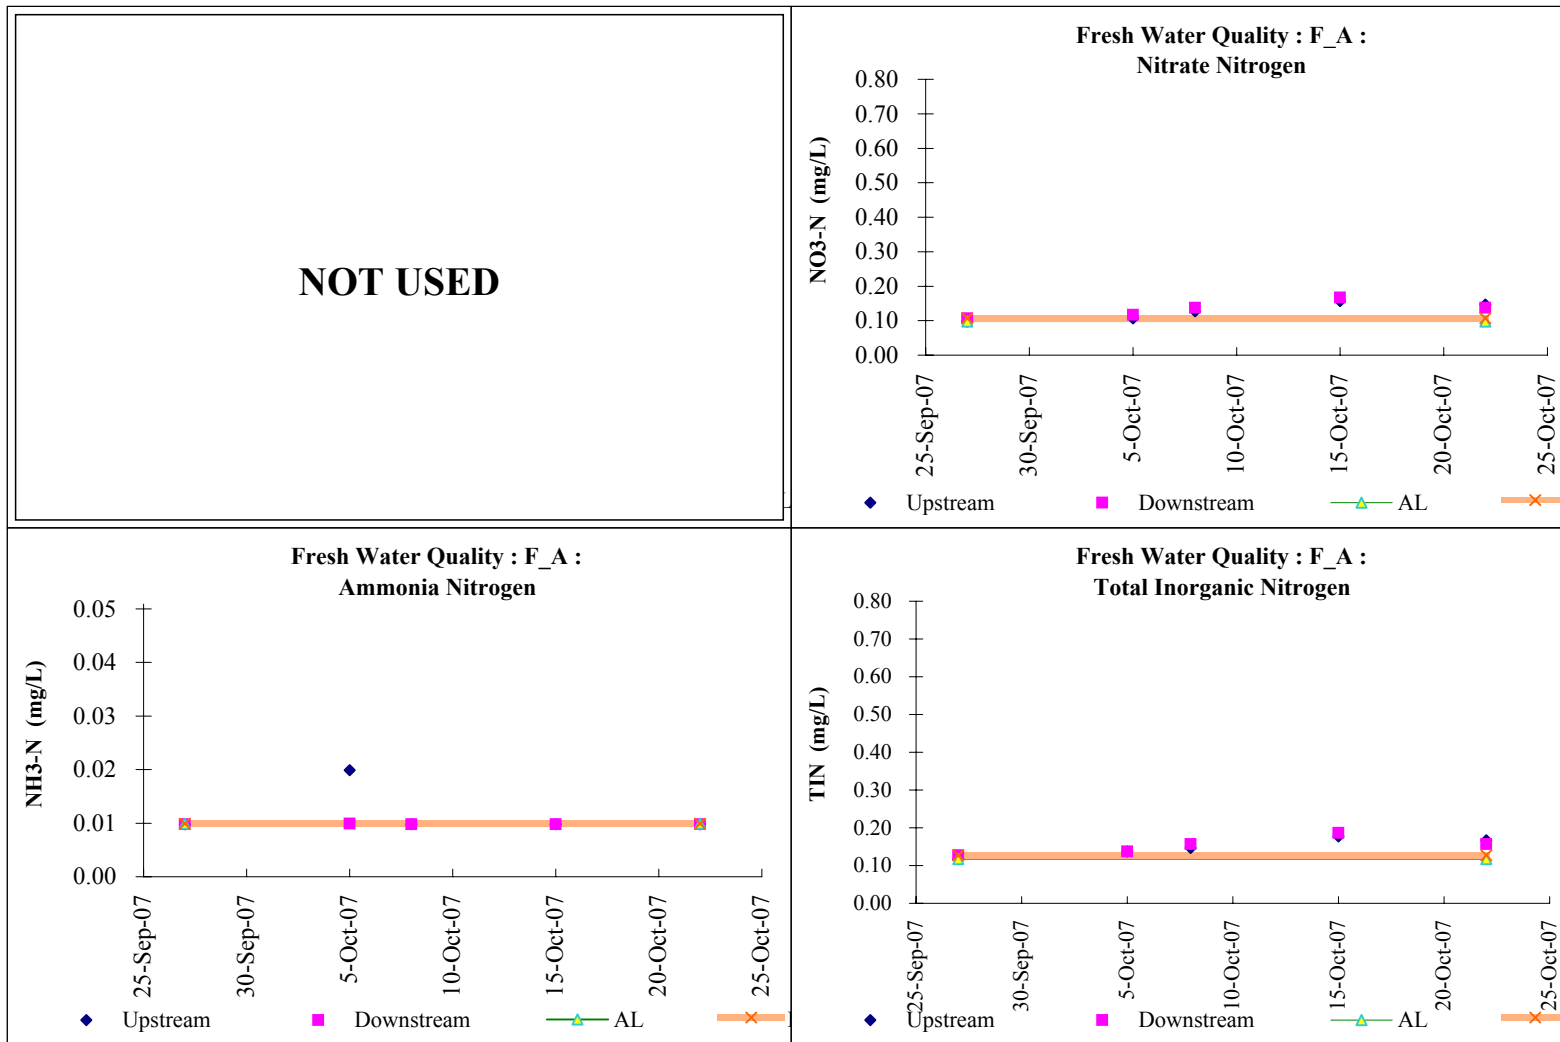 NOT USED
Fresh Water Quality : F_A :
Nitrate Nitrogen
NO3-N (mg/L)
0.80
0.70
0.60
0.50
0.40
0.30
0.20
0.10
0.00
25-Sep-07
30-Sep-07
5-Oct-07
10-Oct-07
15-Oct-07
20-Oct-07
25-Oct-07
Upstream
Downstream
AL
Fresh Water Quality : F_A :
Ammonia Nitrogen
NH3-N (mg/L)
0.05
0.04
0.03
0.02
0.01
0.00
25-Sep-07
30-Sep-07
5-Oct-07
10-Oct-07
15-Oct-07
20-Oct-07
25-Oct-07
Upstream
Downstream
AL
Fresh Water Quality : F_A :
Total Inorganic Nitrogen
TIN (mg/L)
0.80
0.70
0.60
0.50
0.40
0.30
0.20
0.10
0.00
25-Sep-07
30-Sep-07
5-Oct-07
10-Oct-07
15-Oct-07
20-Oct-07
25-Oct-07
Upstream
Downstream
AL